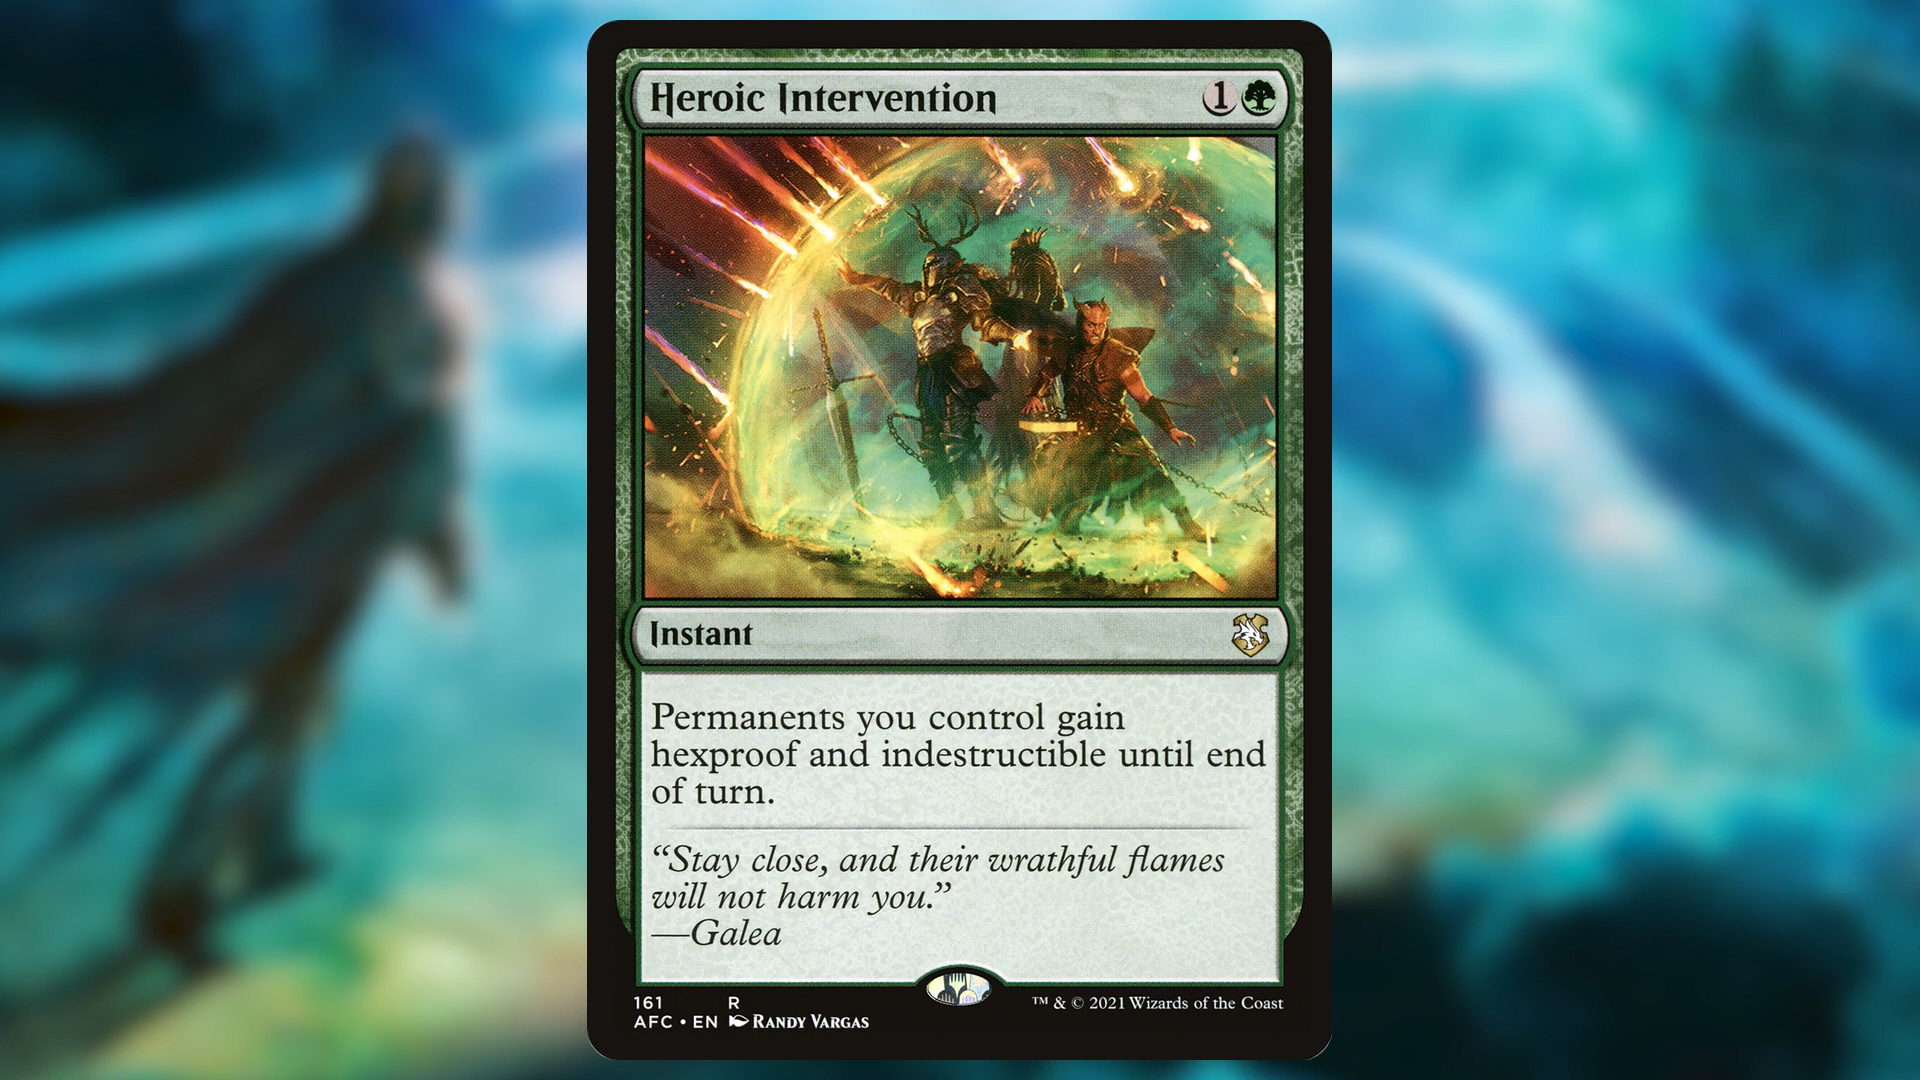 Heroic Intervention 1
Instant
Permanents you control gain
hexproof and indestructible until end
of turn.
“Stay close, and their wrathful flames
will not harm you.”
—Galea
161 R
AFC • EN Randy Vargas
™ & © 2021 Wizards of the Coast